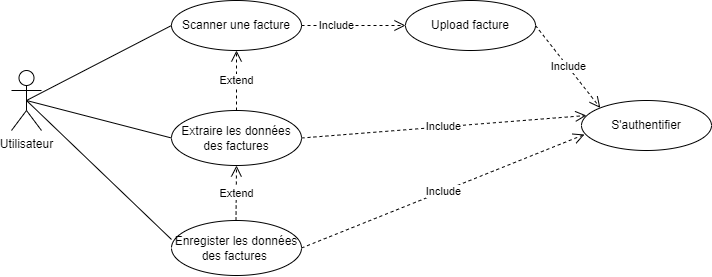 Scanner une facture
Include
Upload facture
Include
Extend
Utilisateur
Extraire les données
des factures
Include
S'authentifier
Extend
Include
Enregister les données
des factures